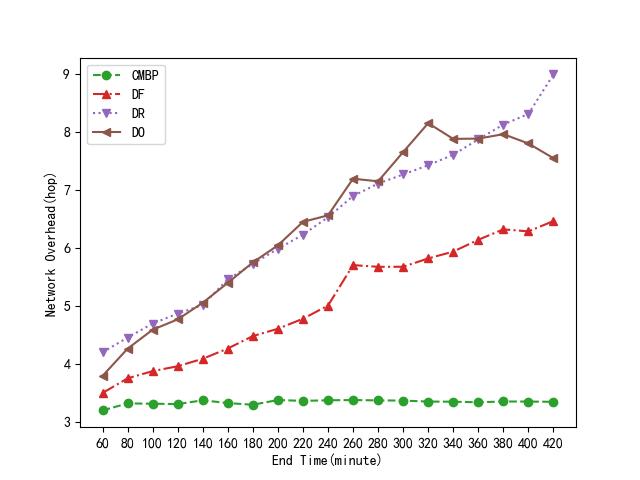 CMBP
DF
DR
DO
9
8
7
6
5
4
3
Network Overhead(hop)
60 80 100 120 140 160 180 200 220 240 260 280 300 320 340 360 380 400 420
End Time(minute)